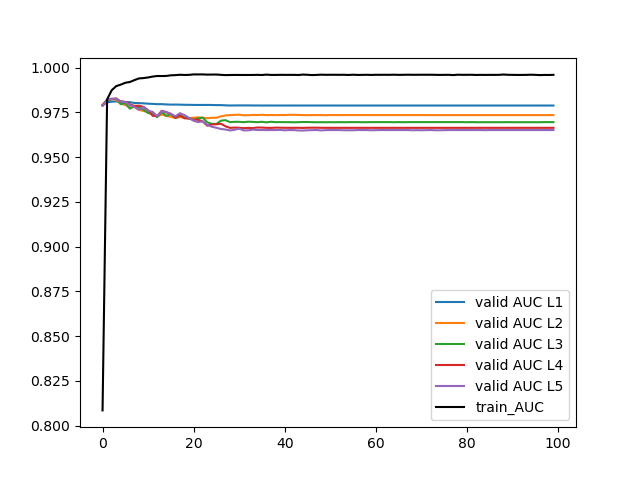 1.000
0.975
0.950
0.925
0.900
0.875
0.850
0.825
0.800
0
20
40
60
80
100
valid AUC L1
valid AUC L2
valid AUC L3
valid AUC L4
valid AUC L5
train_AUC